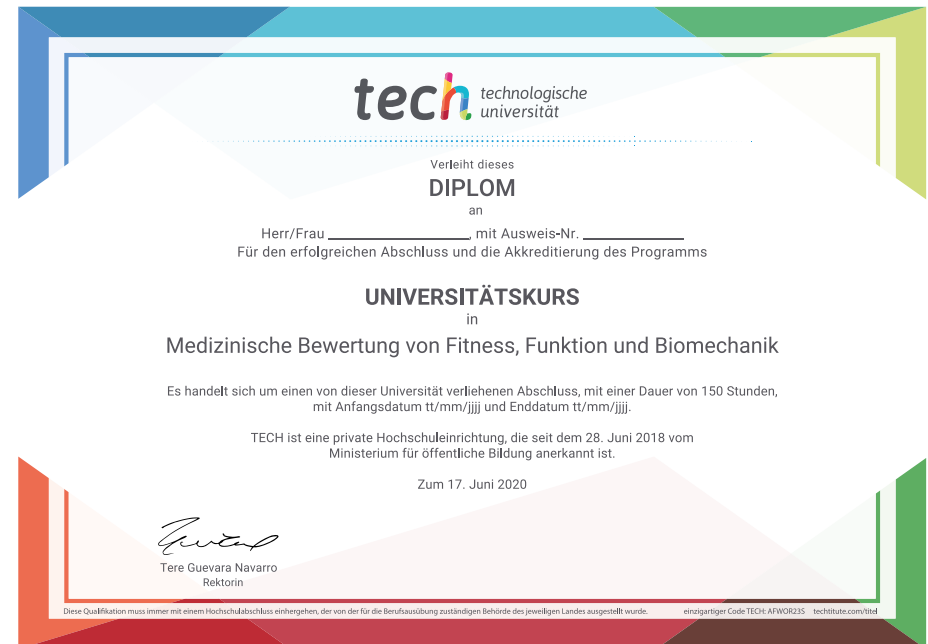 tech technologische
universität
Verleiht dieses
DIPLOM
an
Herr/Frau ____________, mit Ausweis-Nr. ____________
Für den erfolgreichen Abschluss und die Akkreditierung des Programms
UNIVERSITÄTSKURS
in
Medizinische Bewertung von Fitness, Funktion und Biomechanik
Es handelt sich um einen von dieser Universität verliehenen Abschluss, mit einer Dauer von 150 Stunden,
mit Anfangsdatum tt/mm/jjjj und Enddatum tt/mm/jjjj.
TECH ist eine private Hochschuleinrichtung, die seit dem 28. Juni 2018 vom
Ministerium für öffentliche Bildung anerkannt ist.
Zum 17. Juni 2020
Tere Guevara Navarro
Rektorin
Diese Qualifikation muss immer mit einem Hochschulabschluss einhergehen, der von der für die Berufsausübung zuständigen Behörde des jeweiligen Landes ausgestellt wurde. einzigartiger Code TECH: AFWOR23S techtitute.com/titel